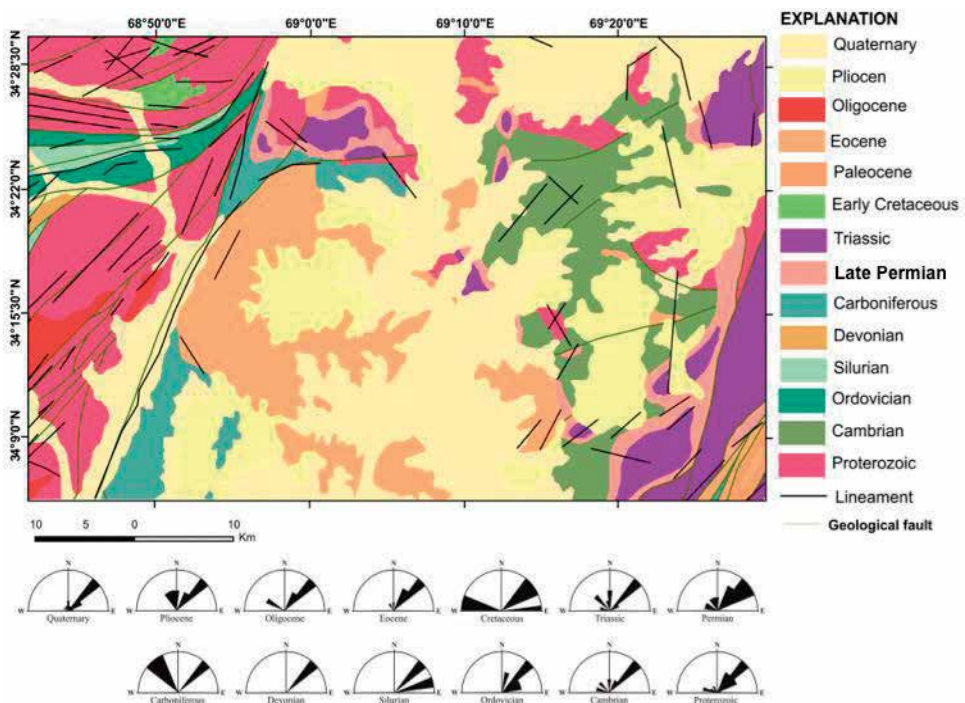 68°50'0"E 69°0'0"E 69°10'0"E 69°20'0"E
34°28'30"N
34°22'0"N
34°15'30"N
34°9'0"N
EXPLANATION
Quaternary
Pliocen
Oligocene
Eocene
Paleocene
Early Cretaceous
Triassic
Late Permian
Carboniferous
Devonian
Silurian
Ordovician
Cambrian
Proterozoic
Lineament
Geological fault
10 5 0 10
Km
N N N N N N N
W E W E W E W E W E W E W E
Quaternary Pliocene Oligocene Eocene Cretaceous Triassic Permian
N N N N N N
W E W E W E W E W E W E
Carboniferous Devonian Silurian Ordovician Cambrian Proterozoic